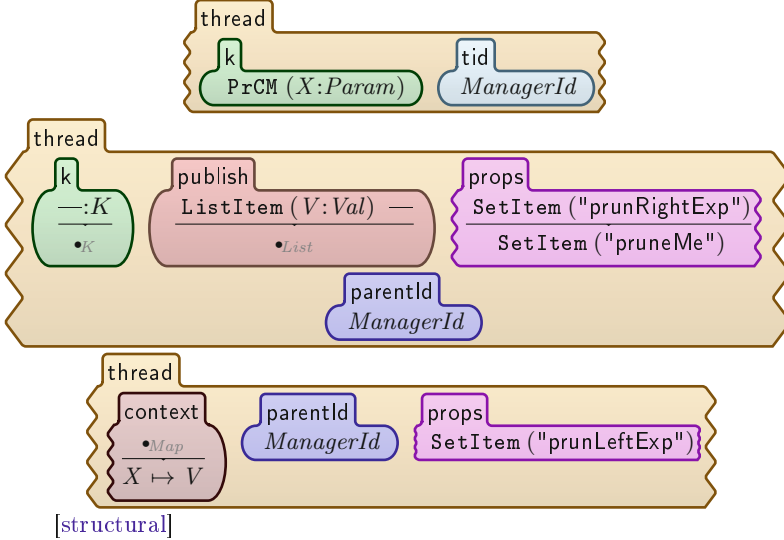 thread
k tid
PrCM (X:Param) ManagerId
thread
k publish props
—:K ListItem (V:Val) — SetItem ("prunRightExp")
•K •List SetItem ("pruneMe")
parentId
ManagerId
thread
context parentId props
•Map ManagerId SetItem ("prunLeftExp")
X ↦ V
[structural]